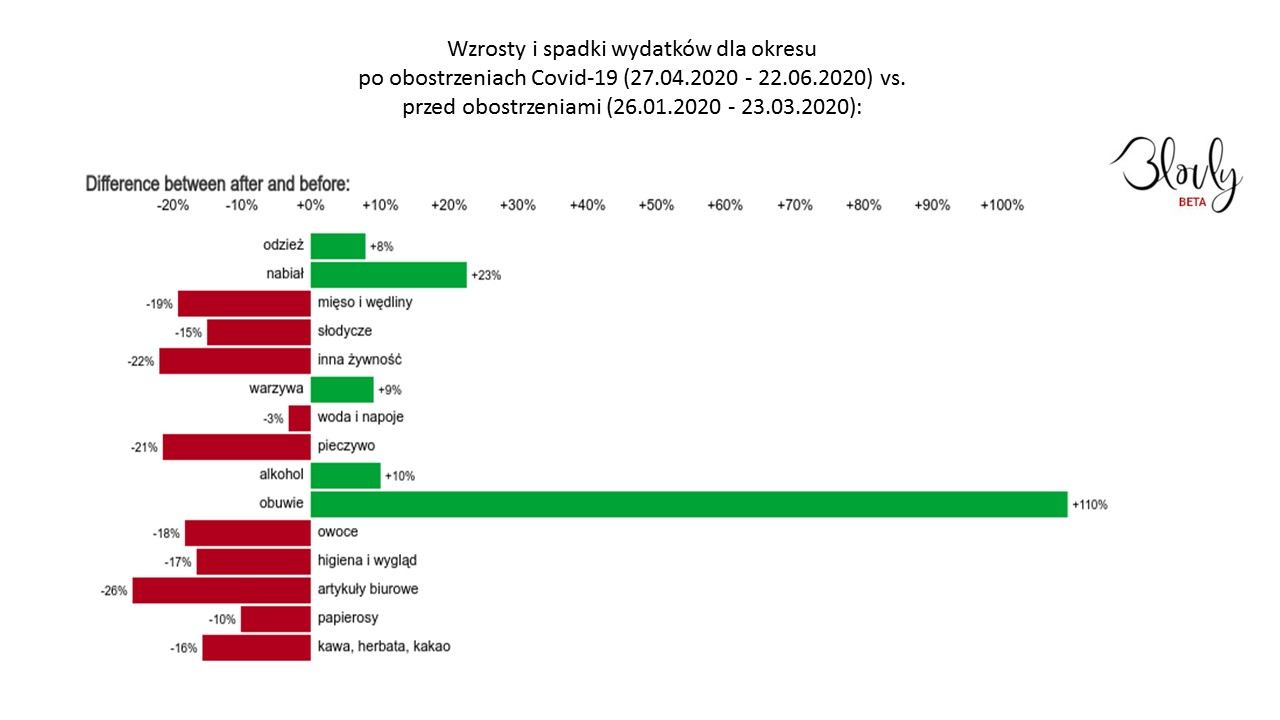 Wzrosty i spadki wydatków dla okresu
po obostrzeniach Covid-19 (27.04.2020 - 22.06.2020) vs.
przed obostrzeniami (26.01.2020 - 23.03.2020):
Blovly
BETA
Difference between after and before:
-20% -10% +0% +10% +20% +30% +40% +50% +60% +70% +80% +90% +100%
odzież +8%
nabiał +23%
-19% mięso i wędliny
-15% słodycze
-22% inna żywność
warzywa +9%
-3% woda i napoje
-21% pieczywo
alkohol +10%
obuwie +110%
-18% owoce
-17% higiena i wygląd
-26% artykuły biurowe
-10% papierosy
-16% kawa, herbata, kakao